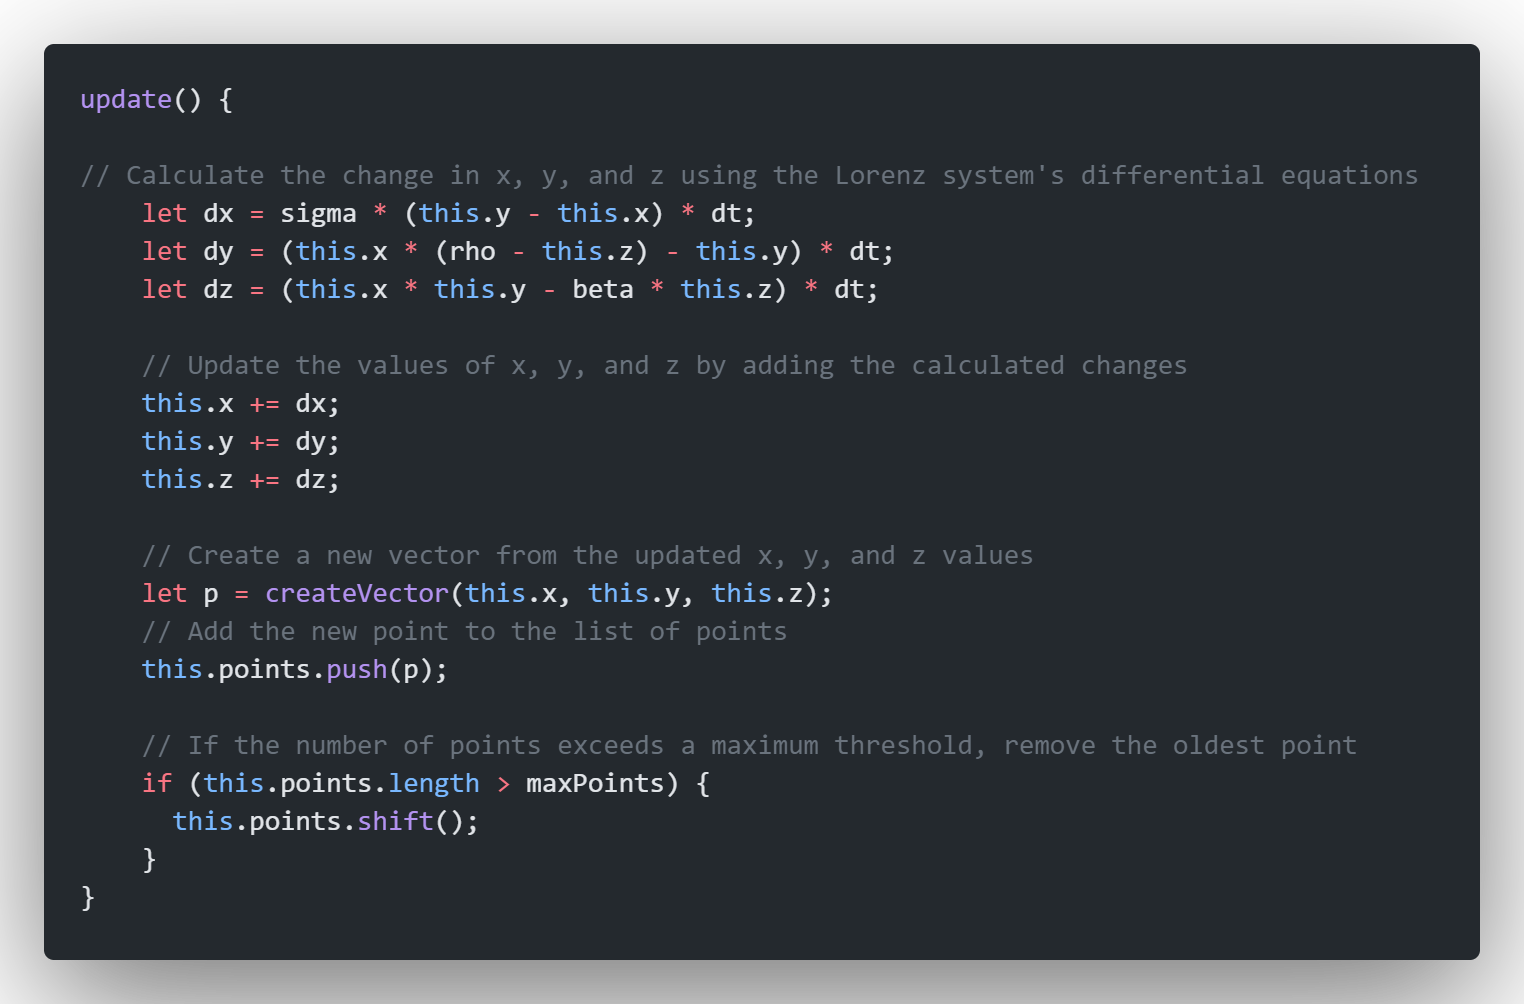 update() {
// Calculate the change in x, y, and z using the Lorenz system's differential equations
let dx = sigma * (this.y - this.x) * dt;
let dy = (this.x * (rho - this.z) - this.y) * dt;
let dz = (this.x * this.y - beta * this.z) * dt;
// Update the values of x, y, and z by adding the calculated changes
this.x += dx;
this.y += dy;
this.z += dz;
// Create a new vector from the updated x, y, and z values
let p = createVector(this.x, this.y, this.z);
// Add the new point to the list of points
this.points.push(p);
// If the number of points exceeds a maximum threshold, remove the oldest point
if (this.points.length > maxPoints) {
this.points.shift();
}
}